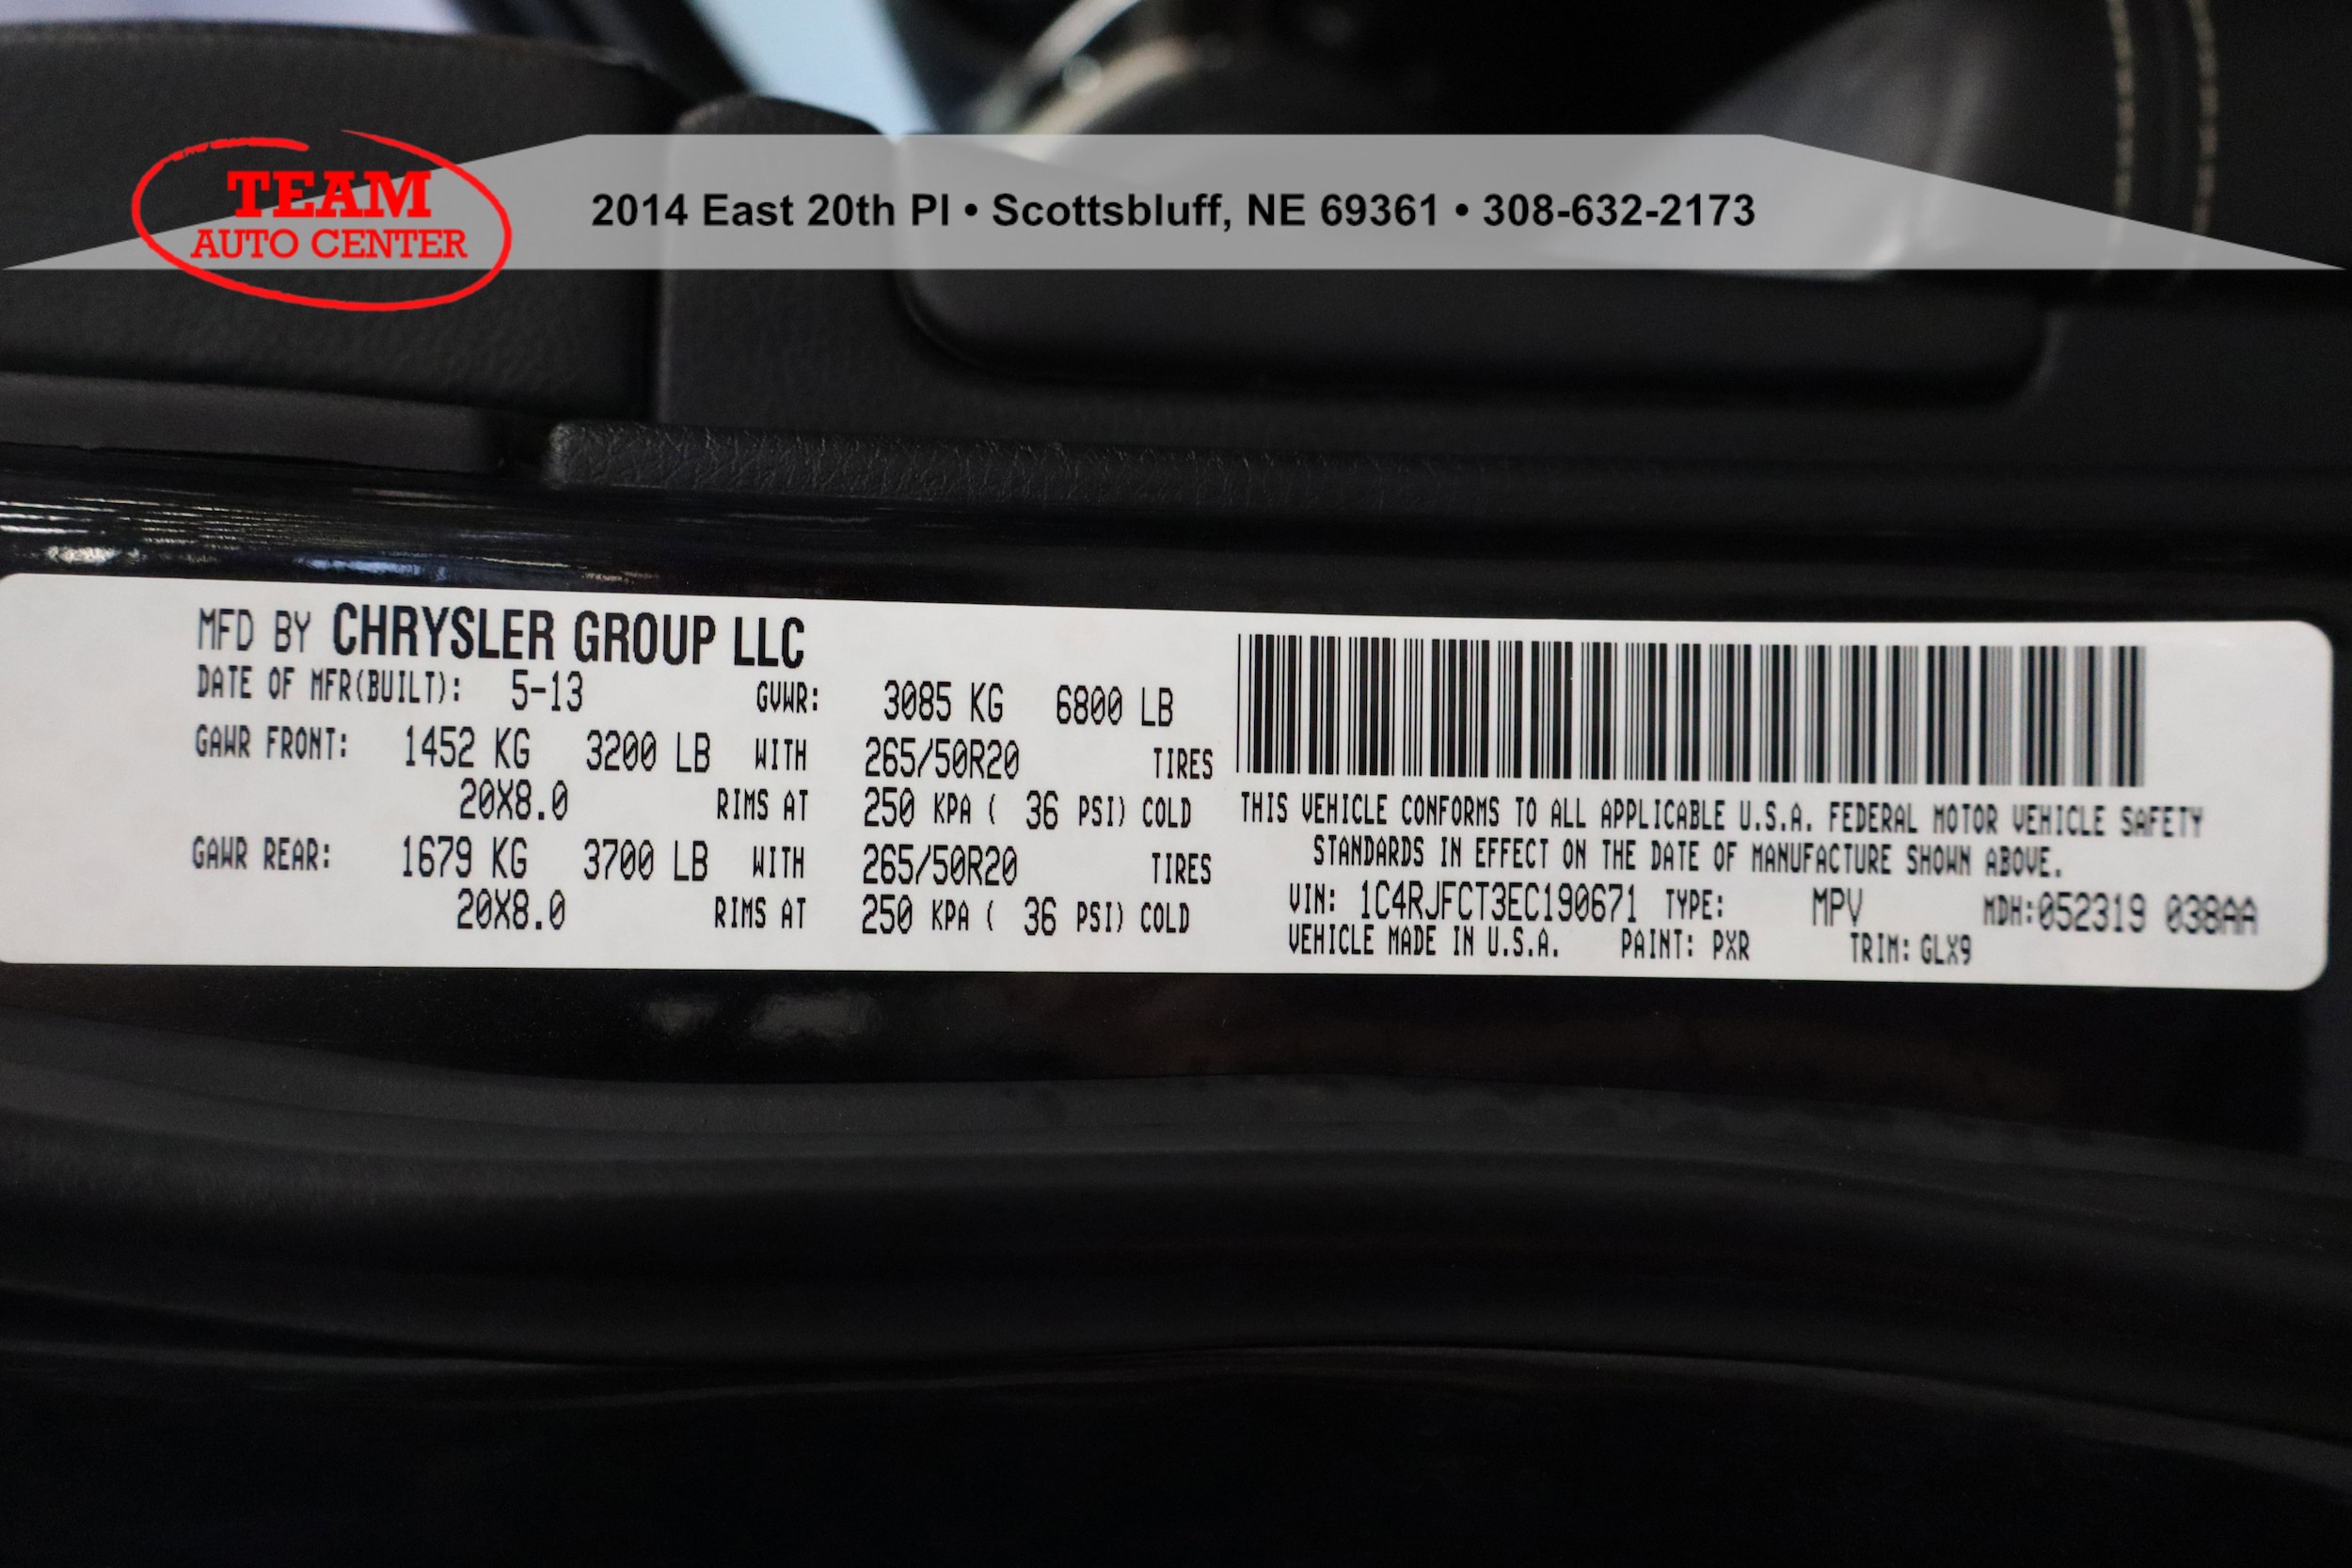 TEAM
AUTO CENTER
2014 East 20th Pl • Scottsbluff, NE 69361 • 308-632-2173
MFD BY CHRYSLER GROUP LLC
DATE OF MFR(BUILT): 5-13 GVWR: 3085 KG 6800 LB
GAWR FRONT: 1452 KG 3200 LB WITH 265/50R20 TIRES
20X8.0 RIMS AT 250 KPA ( 36 PSI) COLD
GAWR REAR: 1679 KG 3700 LB WITH 265/50R20 TIRES
20X8.0 RIMS AT 250 KPA ( 36 PSI) COLD
THIS VEHICLE CONFORMS TO ALL APPLICABLE U.S.A. FEDERAL MOTOR VEHICLE SAFETY
STANDARDS IN EFFECT ON THE DATE OF MANUFACTURE SHOWN ABOVE.
VIN: 1C4RJFCT3EC190671 TYPE: MPV MDH:052319 038AA
VEHICLE MADE IN U.S.A. PAINT: PXR TRIM: GLX9